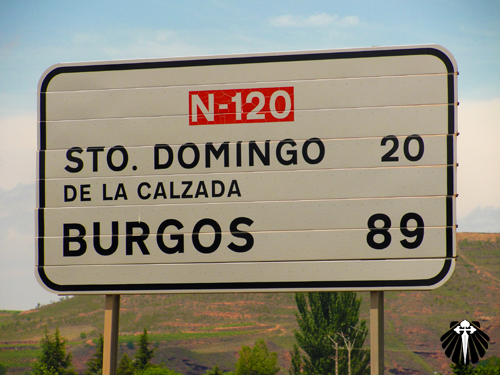 N-120
STO. DOMINGO 20
DE LA CALZADA
BURGOS 89